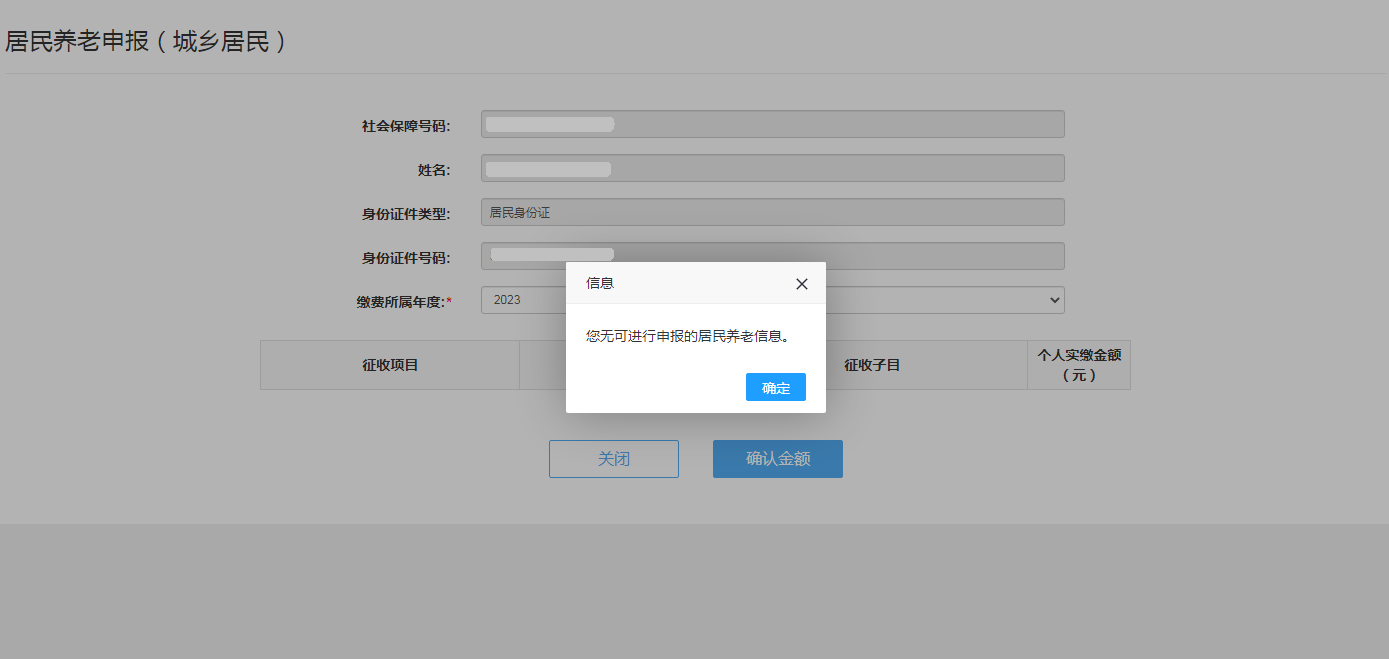 居民养老申报（城乡居民）
社会保障号码:
姓名:
身份证件类型: 居民身份证
身份证件号码:
缴费所属年度:* 2023
信息
您无可进行申报的居民养老信息。
确定
征收项目 征收子目 个人实缴金额
（元）
关闭 确认金额